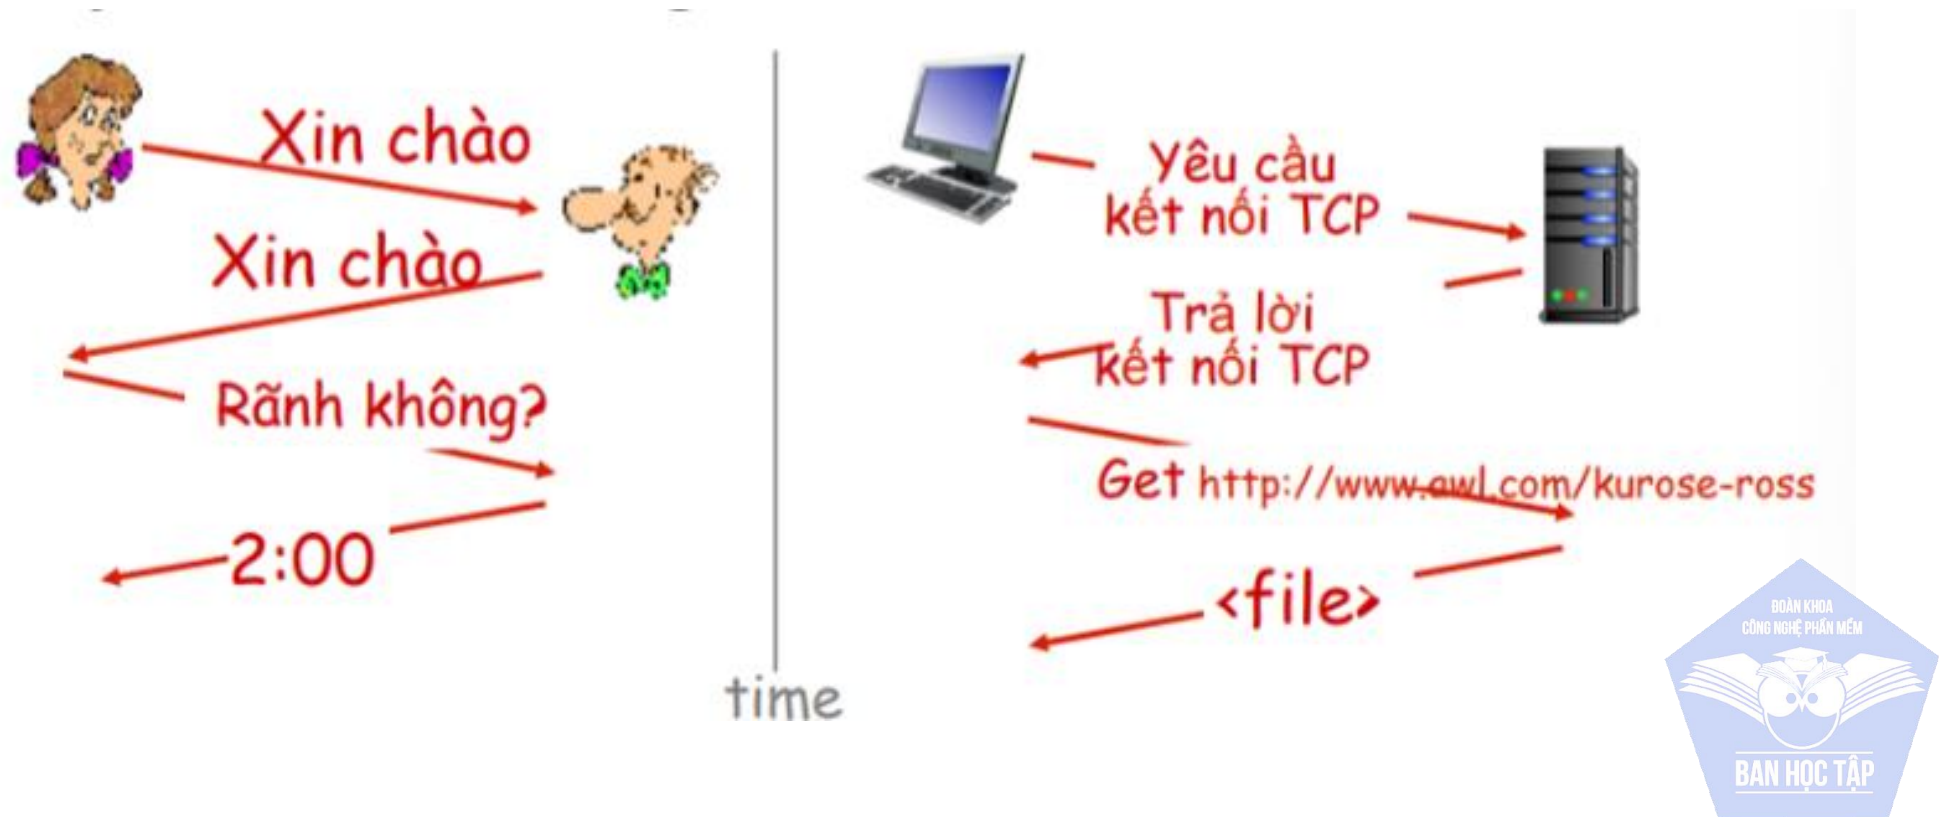 Xin chào
Xin chào
Rãnh không?
2:00
time
Yêu cầu
kết nối TCP
Trả lời
kết nối TCP
Get http://www.awl.com/kurose-ross
<file>
ĐOÀN KHOA
CÔNG NGHỆ PHẦN MỀM
BAN HỌC TẬP